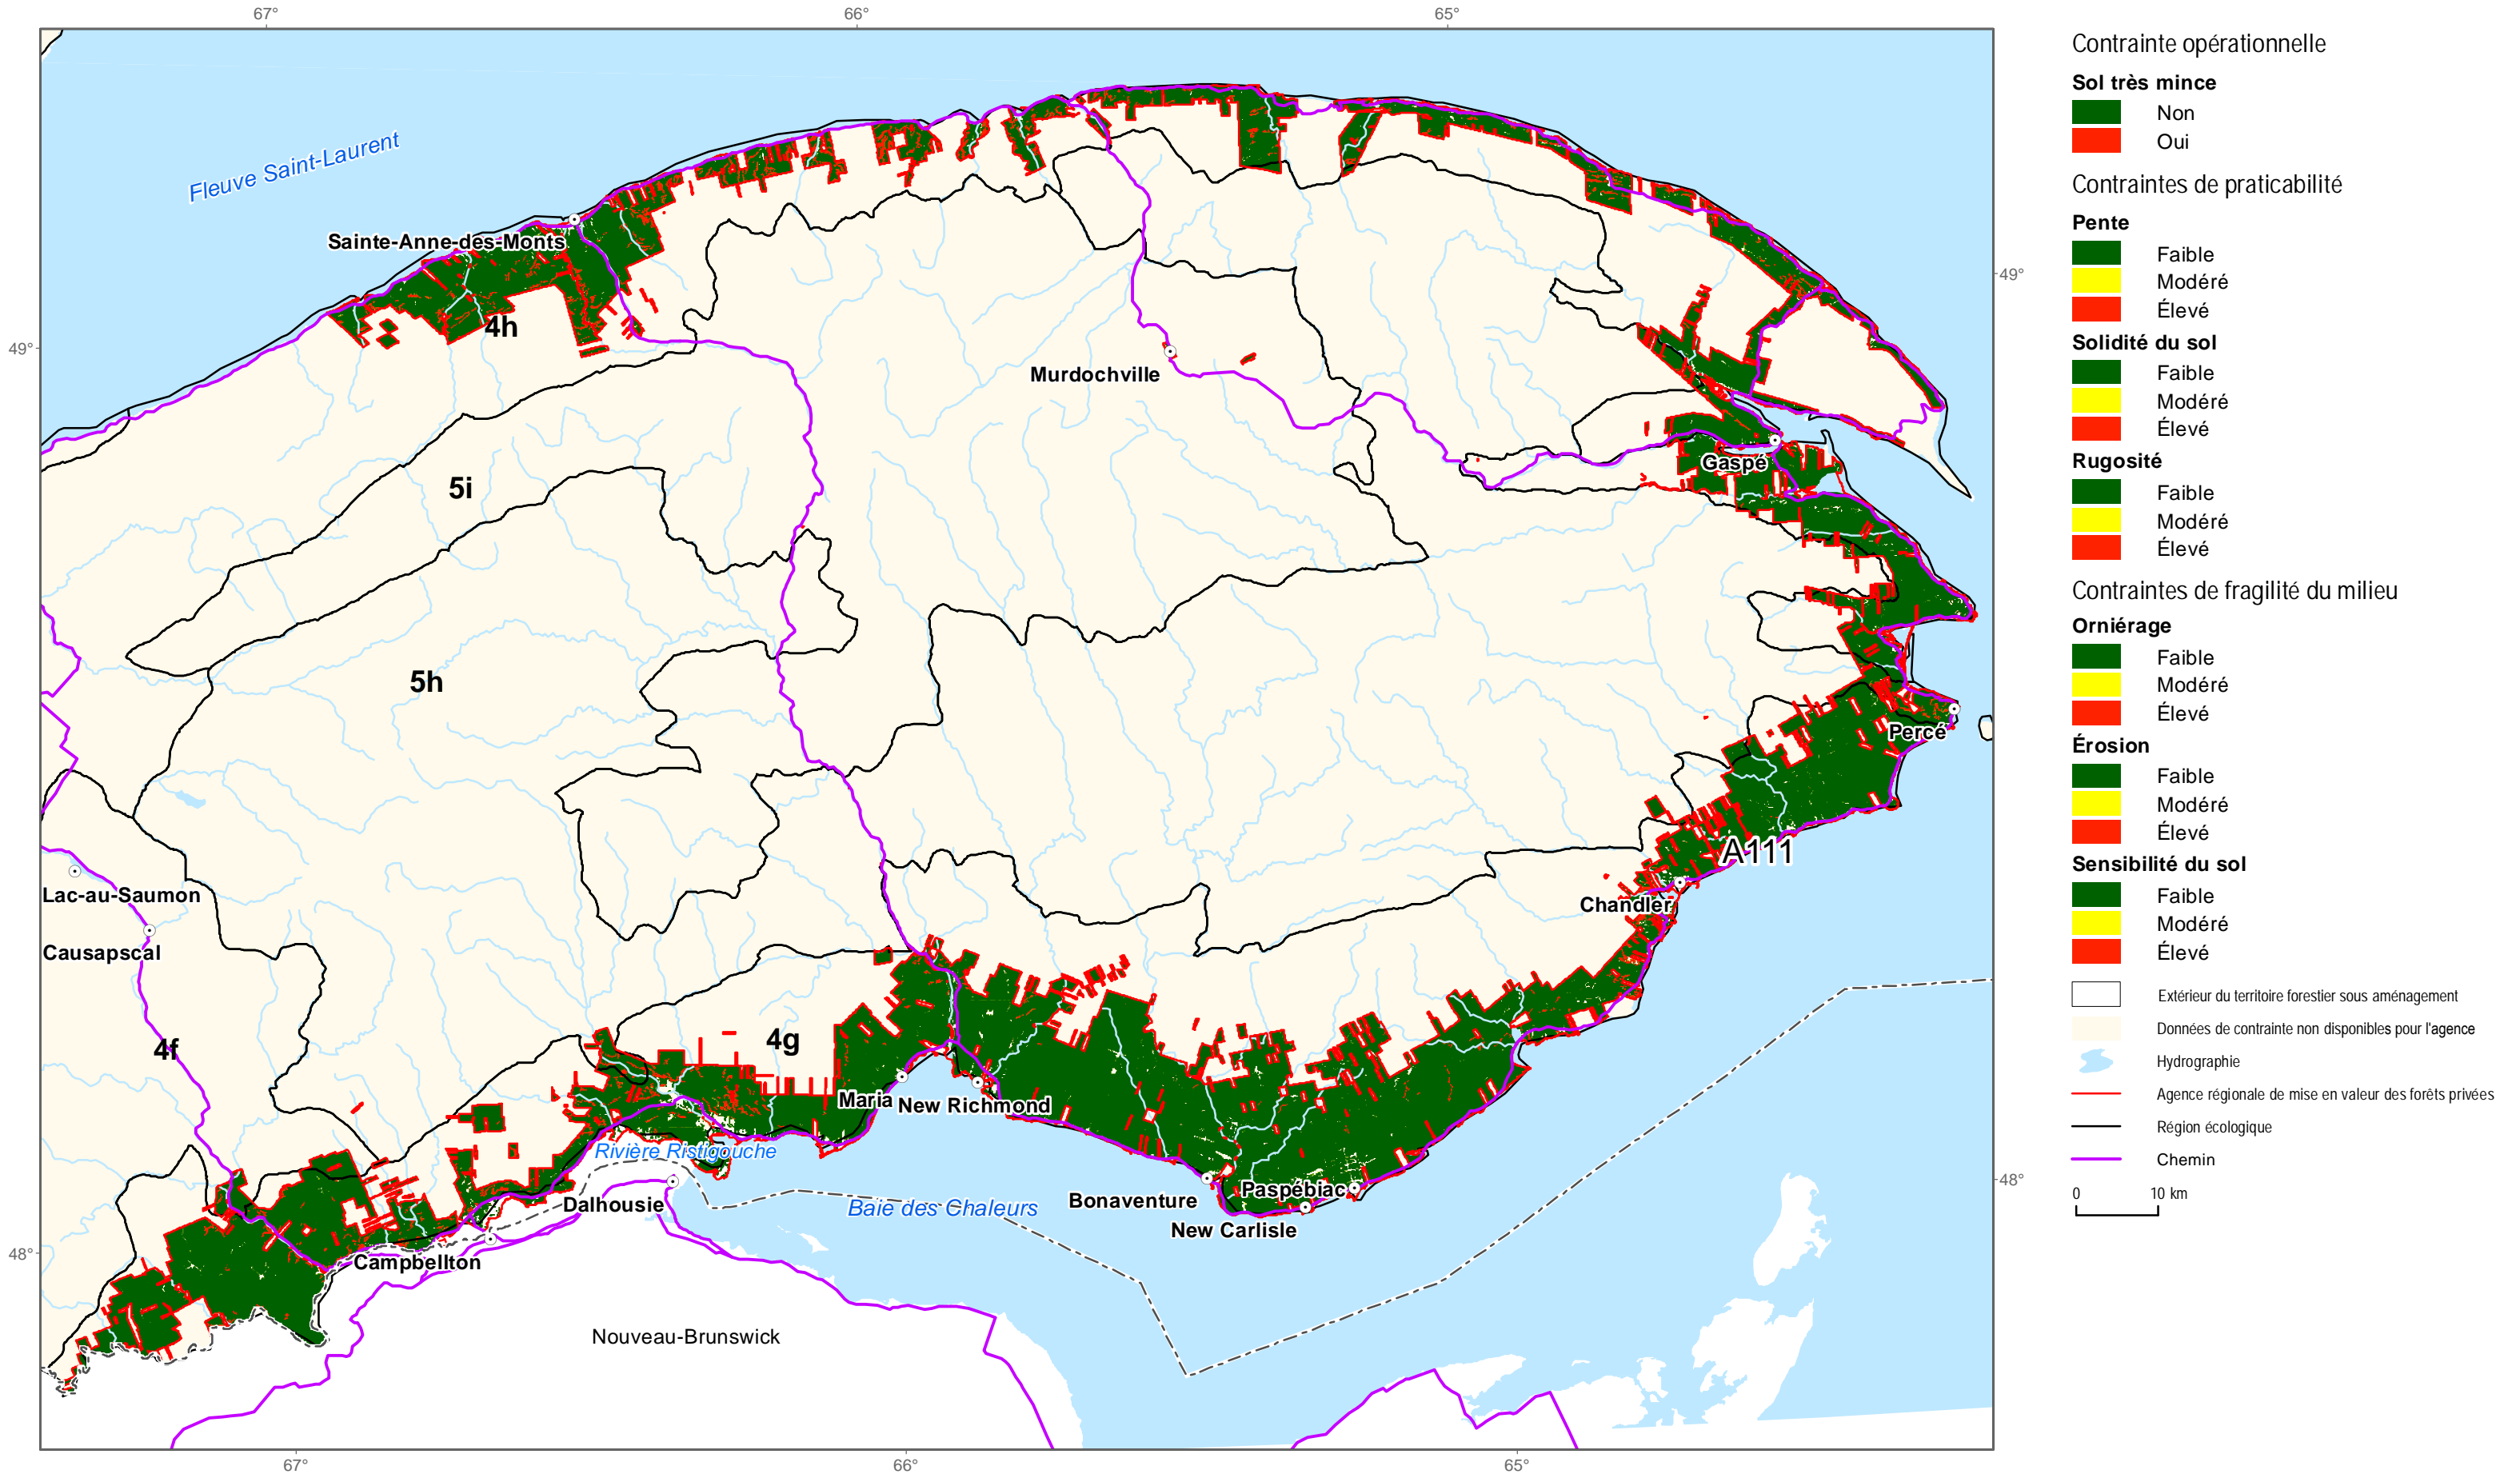 67°
66°
65°
Fleuve Saint-Laurent
Sainte-Anne-des-Monts
4h
49°
49°
Murdochville
Gaspé
5i
5h
Percé
A111
Chandler
Lac-au-Saumon
Causapscal
4f
4g
Maria
New Richmond
Rivière Ristigouche
Dalhousie
Baie des Chaleurs
Bonaventure
Paspébiac
New Carlisle
48°
48°
Campbellton
Nouveau-Brunswick
67°
66°
65°
Contrainte opérationnelle
Sol très mince
Non
Oui
Contraintes de praticabilité
Pente
Faible
Modéré
Élevé
Solidité du sol
Faible
Modéré
Élevé
Rugosité
Faible
Modéré
Élevé
Contraintes de fragilité du milieu
Orniérage
Faible
Modéré
Élevé
Érosion
Faible
Modéré
Élevé
Sensibilité du sol
Faible
Modéré
Élevé
Extérieur du territoire forestier sous aménagement
Données de contrainte non disponibles pour l'agence
Hydrographie
Agence régionale de mise en valeur des forêts privées
Région écologique
Chemin
0 10 km